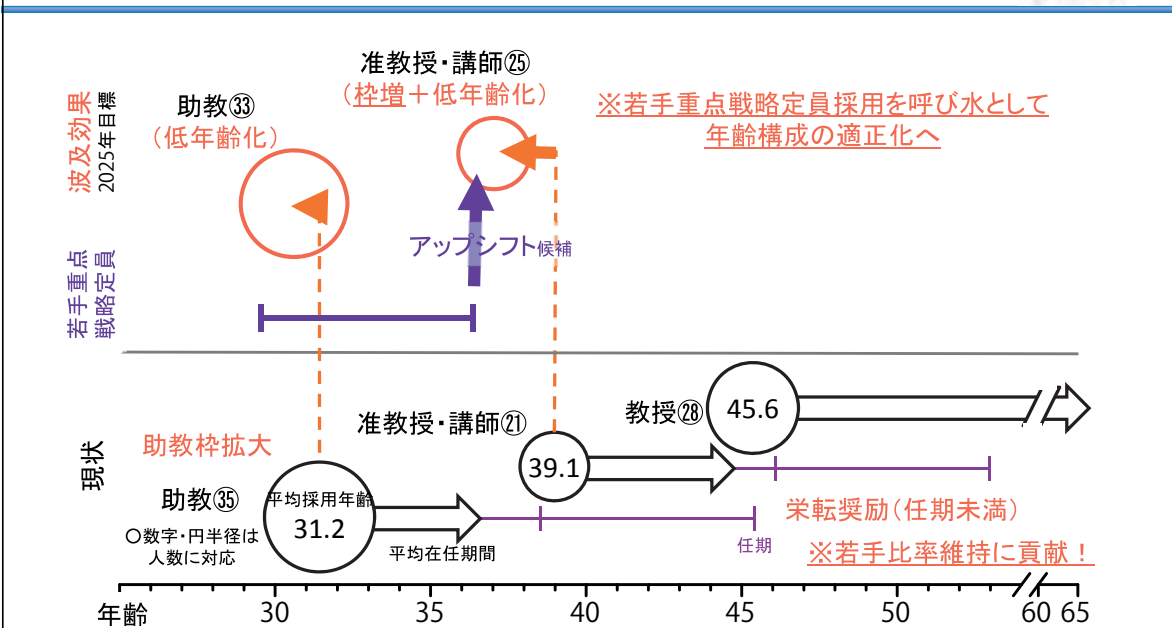 波及効果
2025年目標
助教㉝
(低年齢化)
准教授・講師㉕
(枠増+低年齢化)
※若手重点戦略定員採用を呼び水として
年齢構成の適正化へ
若手重点
戦略定員
アップシフト候補
現状
助教枠拡大
助教㉟
○数字・円半径は
人数に対応
平均採用年齢
31.2
平均在任期間
准教授・講師㉑
39.1
教授㉘
45.6
任期
栄転奨励(任期未満)
※若手比率維持に貢献!
年齢
30 35 40 45 50 60 65